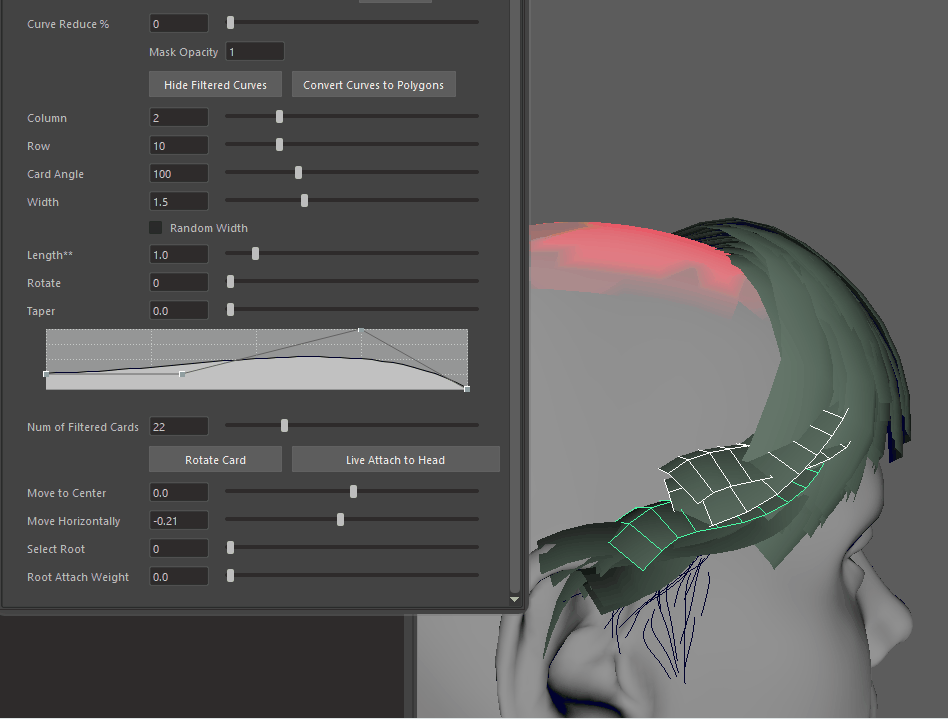 Curve Reduce % 0
Mask Opacity 1
Hide Filtered Curves Convert Curves to Polygons
Column 2
Row 10
Card Angle 100
Width 1.5
Random Width
Length** 1.0
Rotate 0
Taper 0.0
Num of Filtered Cards 22
Rotate Card Live Attach to Head
Move to Center 0.0
Move Horizontally -0.21
Select Root 0
Root Attach Weight 0.0